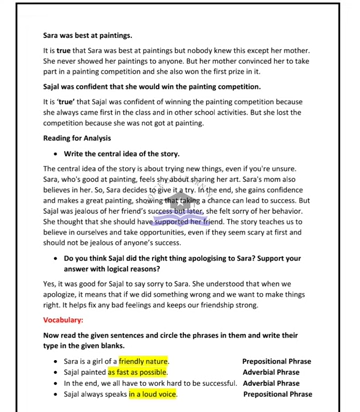 Sara was best at paintings.
It is true that Sara was best at paintings but nobody knew this except her mother.
She never showed her paintings to anyone. But her mother convinced her to take
part in a painting competition and she also won the first prize in it.
Sajal was confident that she would win the painting competition.
It is ‘true’ that Sajal was confident of winning the painting competition because
she always came first in the class and in other school activities. But she lost the
competition because she was not got at painting.
Reading for Analysis
• Write the central idea of the story.
The central idea of the story is about trying new things, even if you're unsure.
Sara, who's good at painting, feels shy about sharing her art. Sara's mom also
believes in her. So, Sara decides to give it a try. In the end, she gains confidence
and makes a great painting, showing that taking a chance can lead to success. But
Sajal was jealous of her friend's success but later, she felt sorry of her behavior.
She thought that she should have supported her friend. The story teaches us to
believe in ourselves and take opportunities, even if they seem scary at first and
should not be jealous of anyone's success.
• Do you think Sajal did the right thing apologising to Sara? Support your
answer with logical reasons?
Yes, it was good for Sajal to say sorry to Sara. She understood that when we
apologize, it means that if we did something wrong and we want to make things
right. It helps fix any bad feelings and keeps our friendship strong.
Vocabulary:
Now read the given sentences and circle the phrases in them and write their
type in the given blanks.
• Sara is a girl of a friendly nature. Prepositional Phrase
• Sajal painted as fast as possible. Adverbial Phrase
• In the end, we all have to work hard to be successful. Adverbial Phrase
• Sajal always speaks in a loud voice. Prepositional Phrase